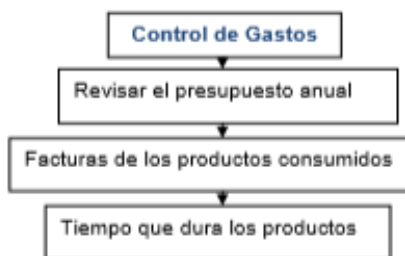 Control de Gastos
Revisar el presupuesto anual
Facturas de los productos consumidos
Tiempo que dura los productos